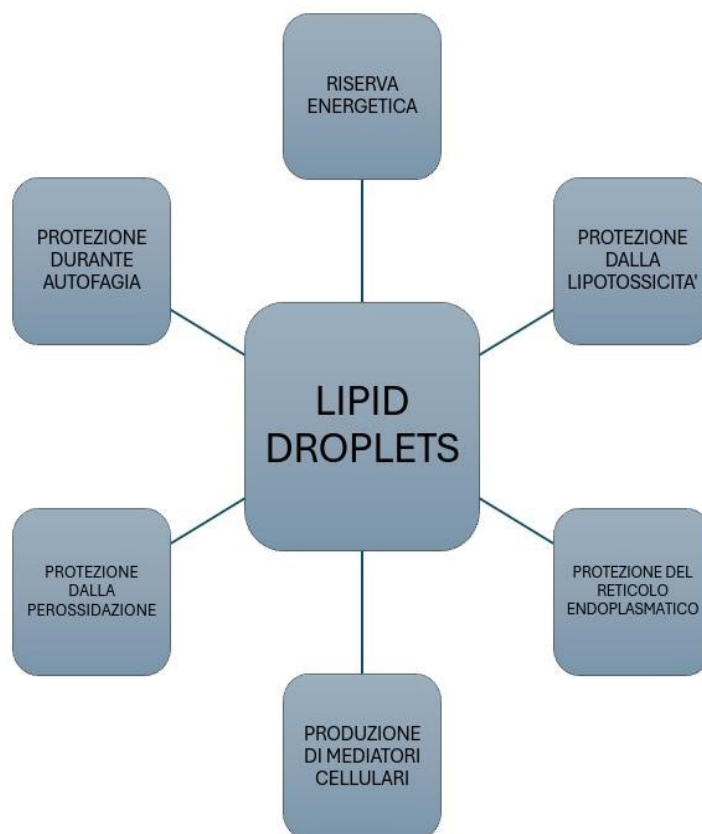 RISERVA
ENERGETICA
PROTEZIONE
DURANTE
AUTOFAGIA
PROTEZIONE
DALLA
LIPOTOSSICITA'
LIPID
DROPLETS
PROTEZIONE
DALLA
PEROSSIDAZIONE
PROTEZIONE DEL
RETICOLO
ENDOPLASMATICO
PRODUZIONE
DI MEDIATORI
CELLULARI